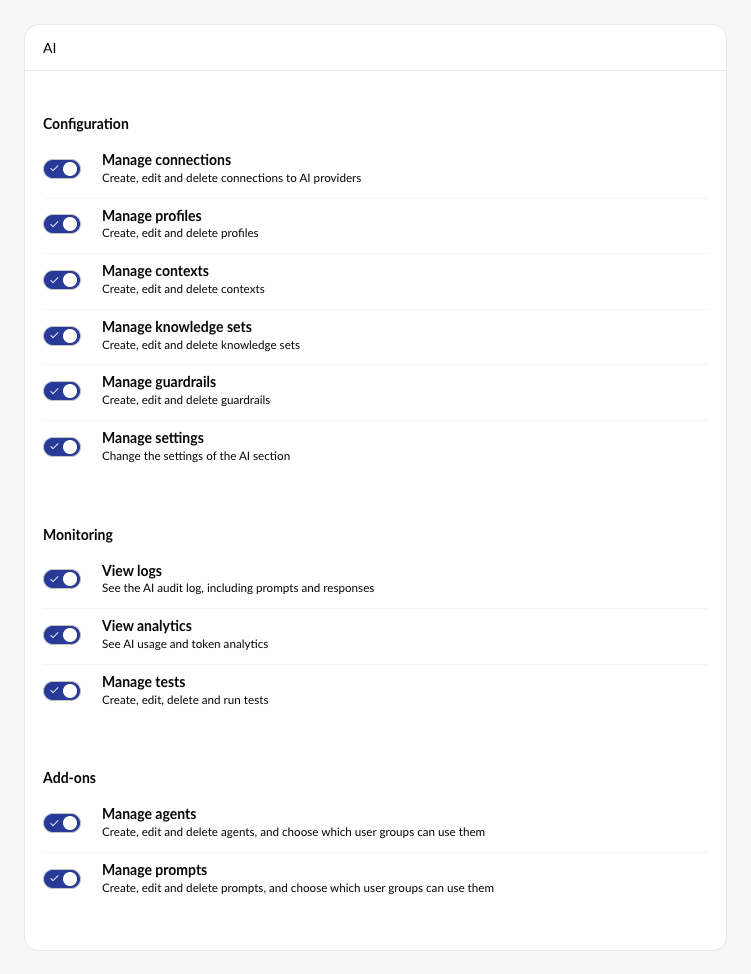 AI
Configuration
Manage connections
Create, edit and delete connections to AI providers
Manage profiles
Create, edit and delete profiles
Manage contexts
Create, edit and delete contexts
Manage knowledge sets
Create, edit and delete knowledge sets
Manage guardrails
Create, edit and delete guardrails
Manage settings
Change the settings of the AI section
Monitoring
View logs
See the AI audit log, including prompts and responses
View analytics
See AI usage and token analytics
Manage tests
Create, edit, delete and run tests
Add-ons
Manage agents
Create, edit and delete agents, and choose which user groups can use them
Manage prompts
Create, edit and delete prompts, and choose which user groups can use them